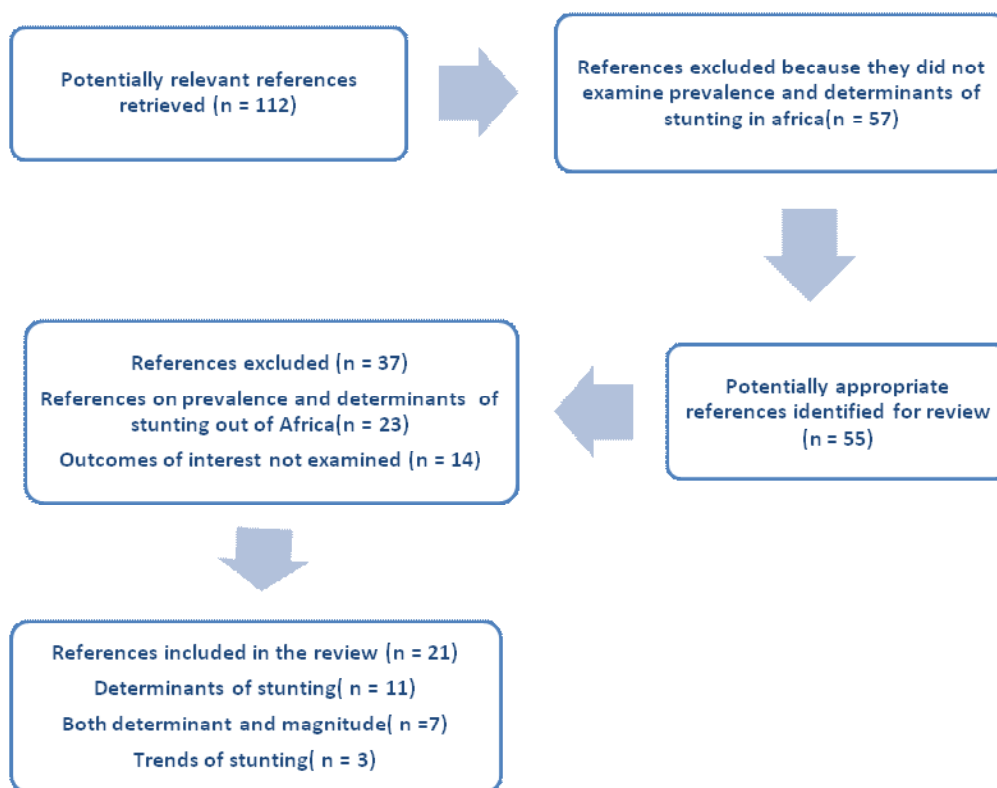 Potentially relevant references
retrieved (n = 112)
References excluded because they did not
examine prevalence and determinants of
stunting in africa(n = 57)
Potentially appropriate
references identified for review
(n = 55)
References excluded (n = 37)
References on prevalence and determinants of
stunting out of Africa(n = 23)
Outcomes of interest not examined (n = 14)
References included in the review (n = 21)
Determinants of stunting( n = 11)
Both determinant and magnitude( n =7)
Trends of stunting( n = 3)